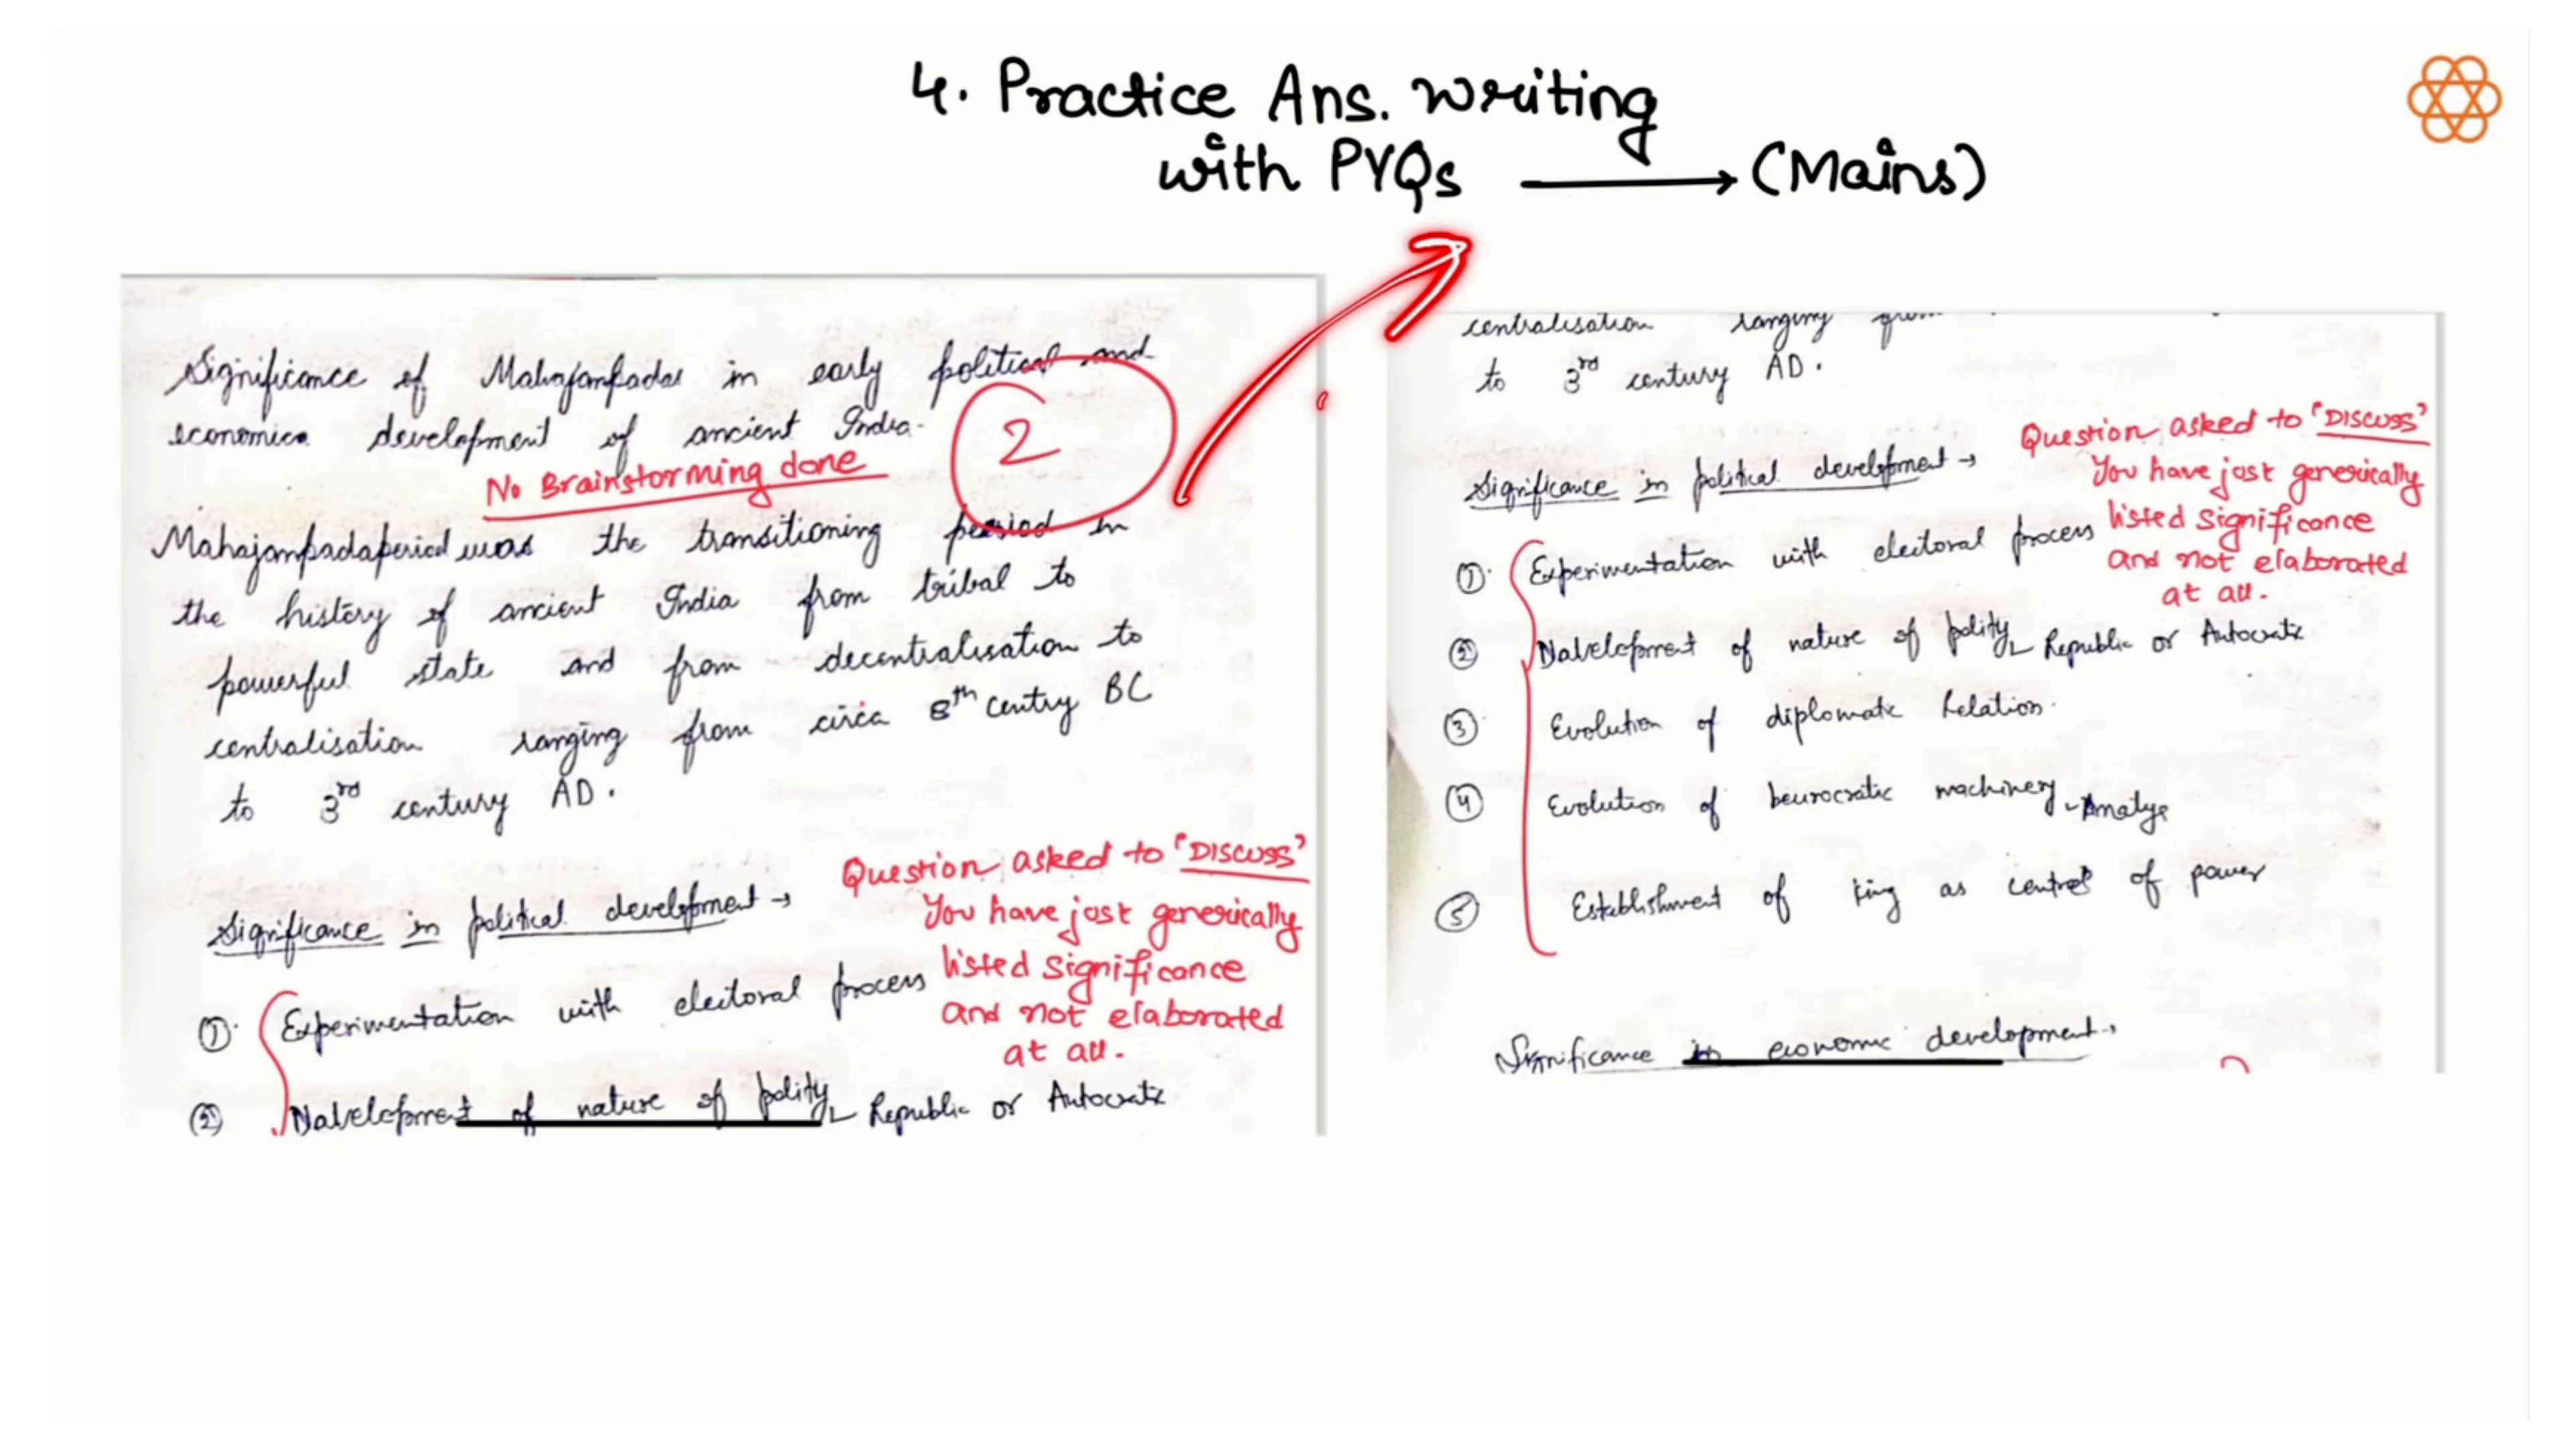 4. Practice Ans. writing
with PYQs → (Mains)
Significance of Mahajanpadas in early political and
economica development of ancient India.
2
No Brainstorming done
Mahajanpadaperiod was the transitioning period in
the history of ancient India from tribal to
powerful state and from decentralisation to
centralisation ranging from circa 6th centry BC
to 3rd century AD.
Question asked to "DISCUSS"
You have just generically
listed significance
and not elaborated
at all.
Significance in political development →
① Experimentation with electoral process
② Development of nature of polity Republic or Autocratic
centralisation ranging from
to 3rd century AD.
Question asked to "DISCUSS"
You have just generically
listed significance
and not elaborated
at all.
Significance in political development →
① Experimentation with electoral process
② Development of nature of polity Republic or Autocratic
③ Evolution of diplomatic relation.
④ Evolution of beurocratic machinery
⑤ Establishment of king as centre of power
Significance in economic development →